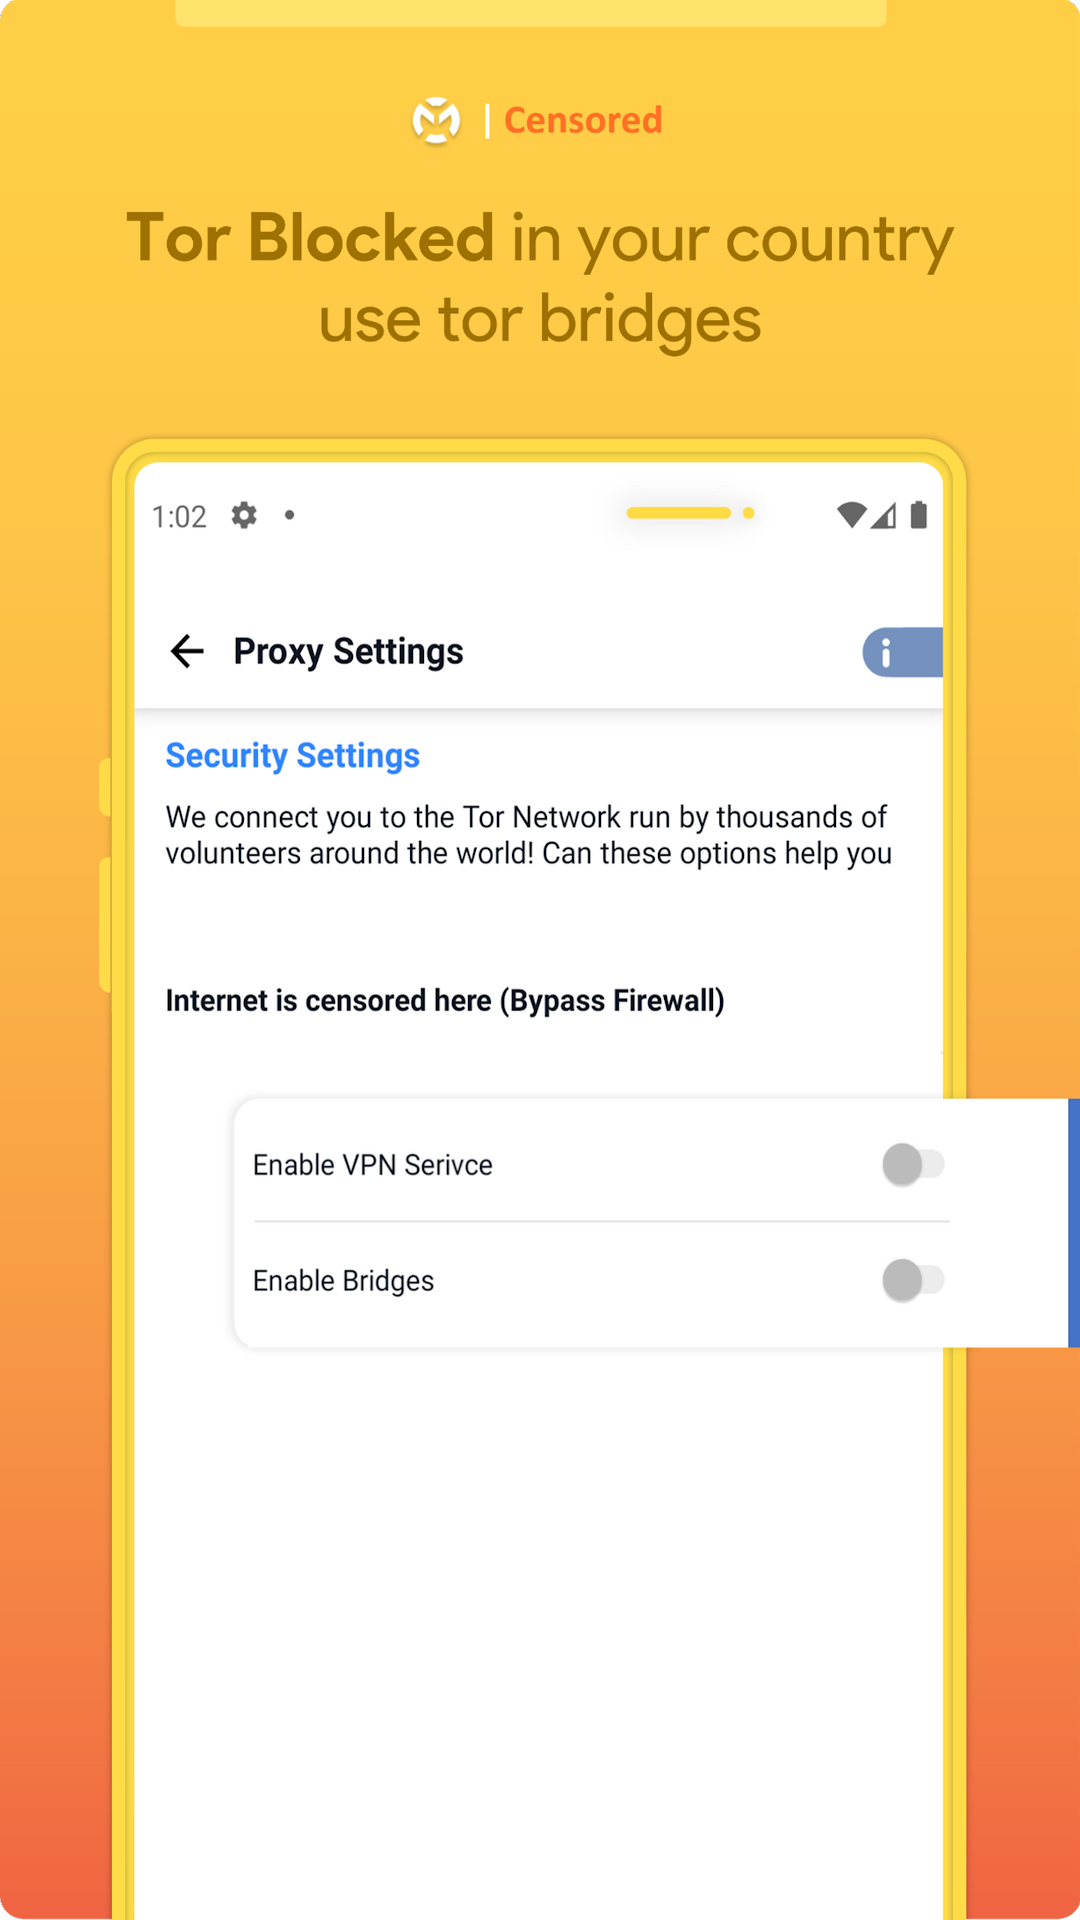 Censored
Tor Blocked in your country
use tor bridges
1:02
Proxy Settings
Security Settings
We connect you to the Tor Network run by thousands of
volunteers around the world! Can these options help you
Internet is censored here (Bypass Firewall)
Enable VPN Serivce
Enable Bridges